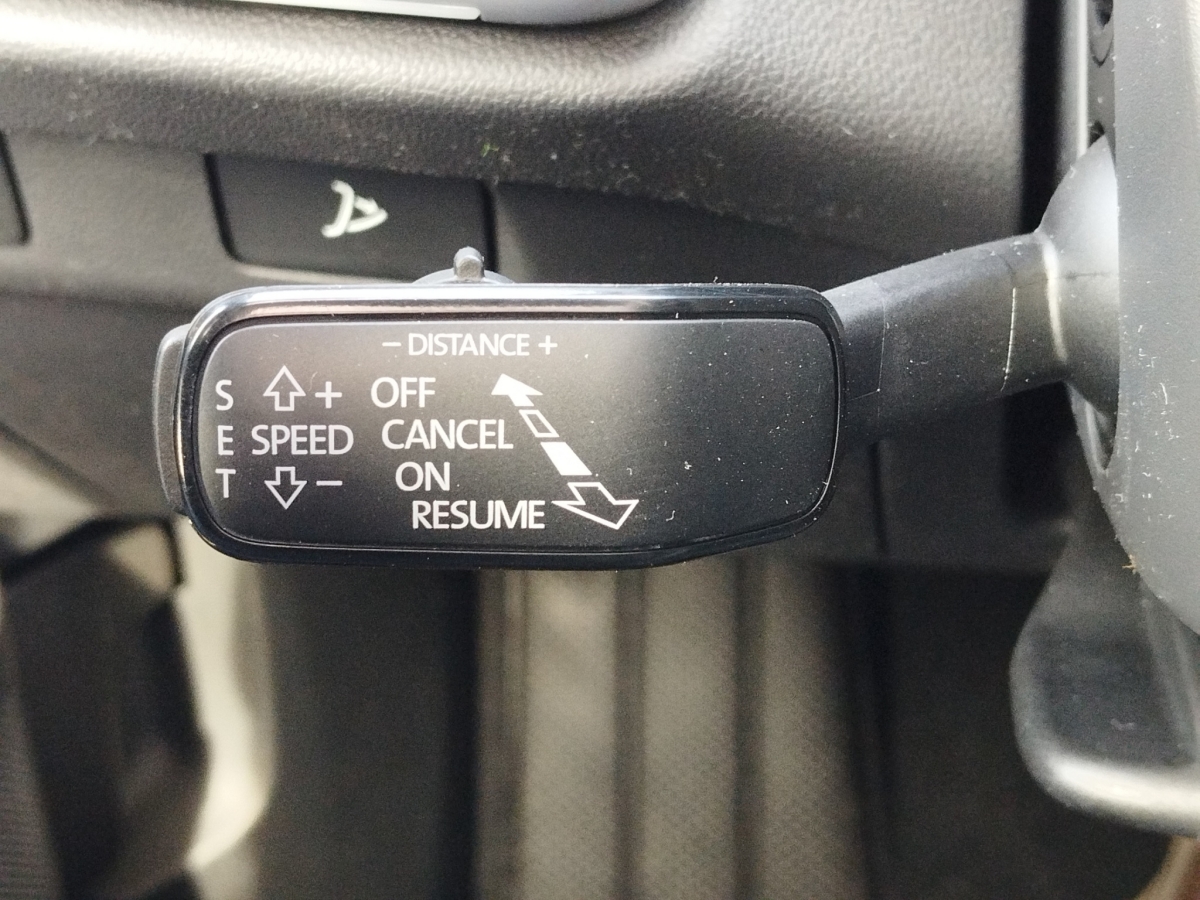 - DISTANCE +
S + OFF
E SPEED CANCEL
T - ON
RESUME